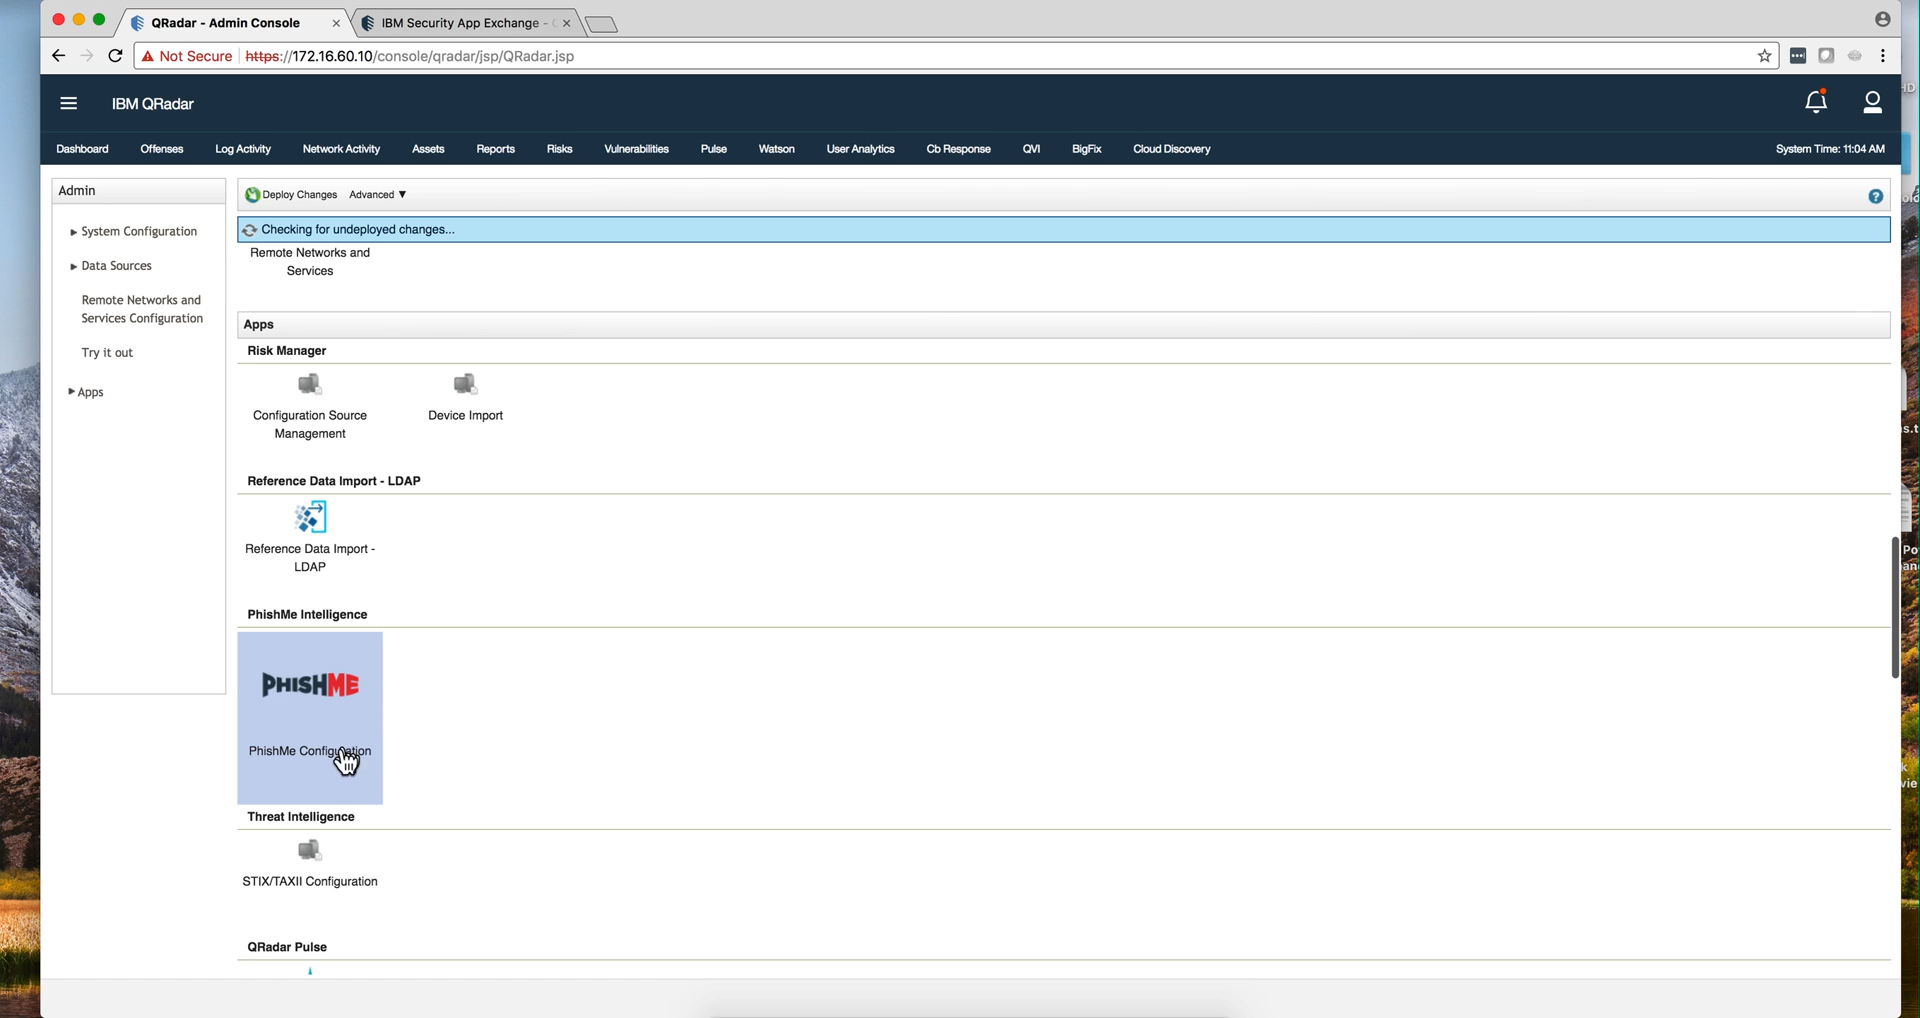 QRadar - Admin Console
IBM Security App Exchange -
Not Secure | https://172.16.60.10/console/qradar/jsp/QRadar.jsp
IBM QRadar
Dashboard Offenses Log Activity Network Activity Assets Reports Risks Vulnerabilities Pulse Watson User Analytics Cb Response QVI BigFix Cloud Discovery System Time: 11:04 AM
Admin
System Configuration
Data Sources
Remote Networks and
Services Configuration
Try it out
Apps
Deploy Changes Advanced ▼
Checking for undeployed changes...
Remote Networks and
Services
Apps
Risk Manager
Configuration Source
Management
Device Import
Reference Data Import - LDAP
Reference Data Import -
LDAP
PhishMe Intelligence
PHISHME
PhishMe Configuration
Threat Intelligence
STIX/TAXII Configuration
QRadar Pulse